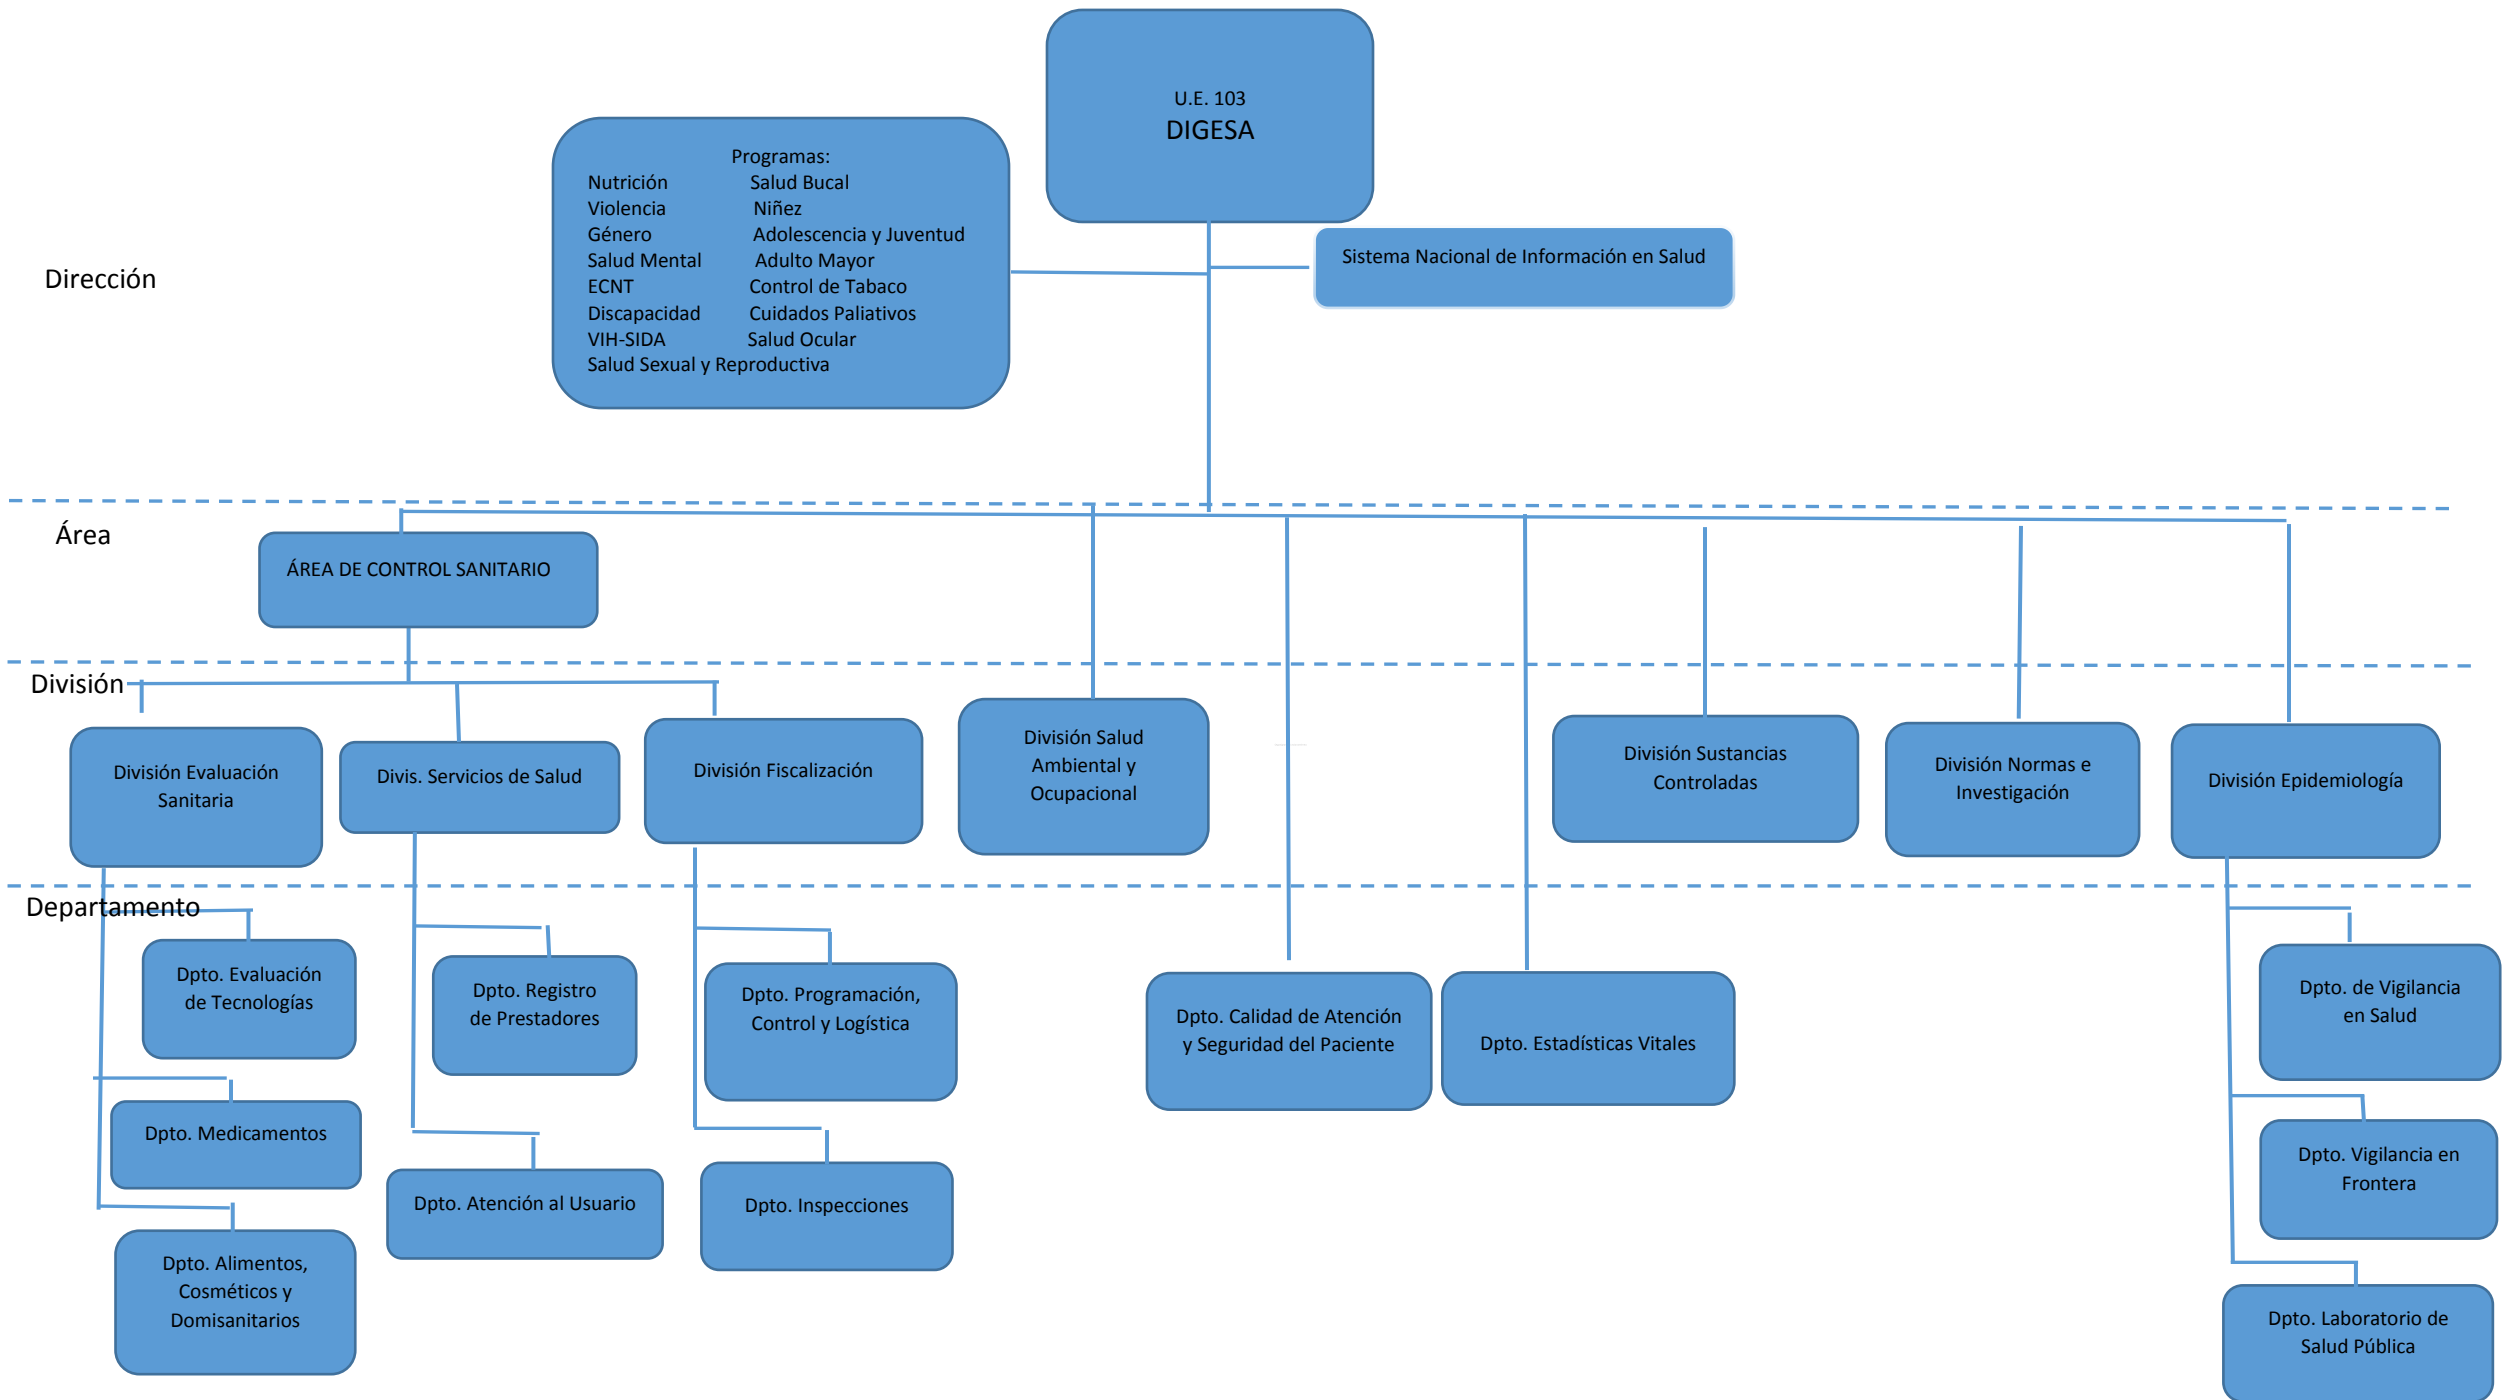 U.E. 103
DIGESA
Programas:
Nutrición Salud Bucal
Violencia Niñez
Género Adolescencia y Juventud
Salud Mental Adulto Mayor
ECNT Control de Tabaco
Discapacidad Cuidados Paliativos
VIH-SIDA Salud Ocular
Salud Sexual y Reproductiva
Sistema Nacional de Información en Salud
Dirección
Área
ÁREA DE CONTROL SANITARIO
División
División Evaluación
Sanitaria
Divis. Servicios de Salud
División Fiscalización
División Salud
Ambiental y
Ocupacional
División Sustancias
Controladas
División Normas e
Investigación
División Epidemiología
Departamento
Dpto. Evaluación
de Tecnologías
Dpto. Registro
de Prestadores
Dpto. Programación,
Control y Logística
Dpto. Calidad de Atención
y Seguridad del Paciente
Dpto. Estadísticas Vitales
Dpto. de Vigilancia
en Salud
Dpto. Medicamentos
Dpto. Atención al Usuario
Dpto. Inspecciones
Dpto. Vigilancia en
Frontera
Dpto. Alimentos,
Cosméticos y
Domisanitarios
Dpto. Laboratorio de
Salud Pública